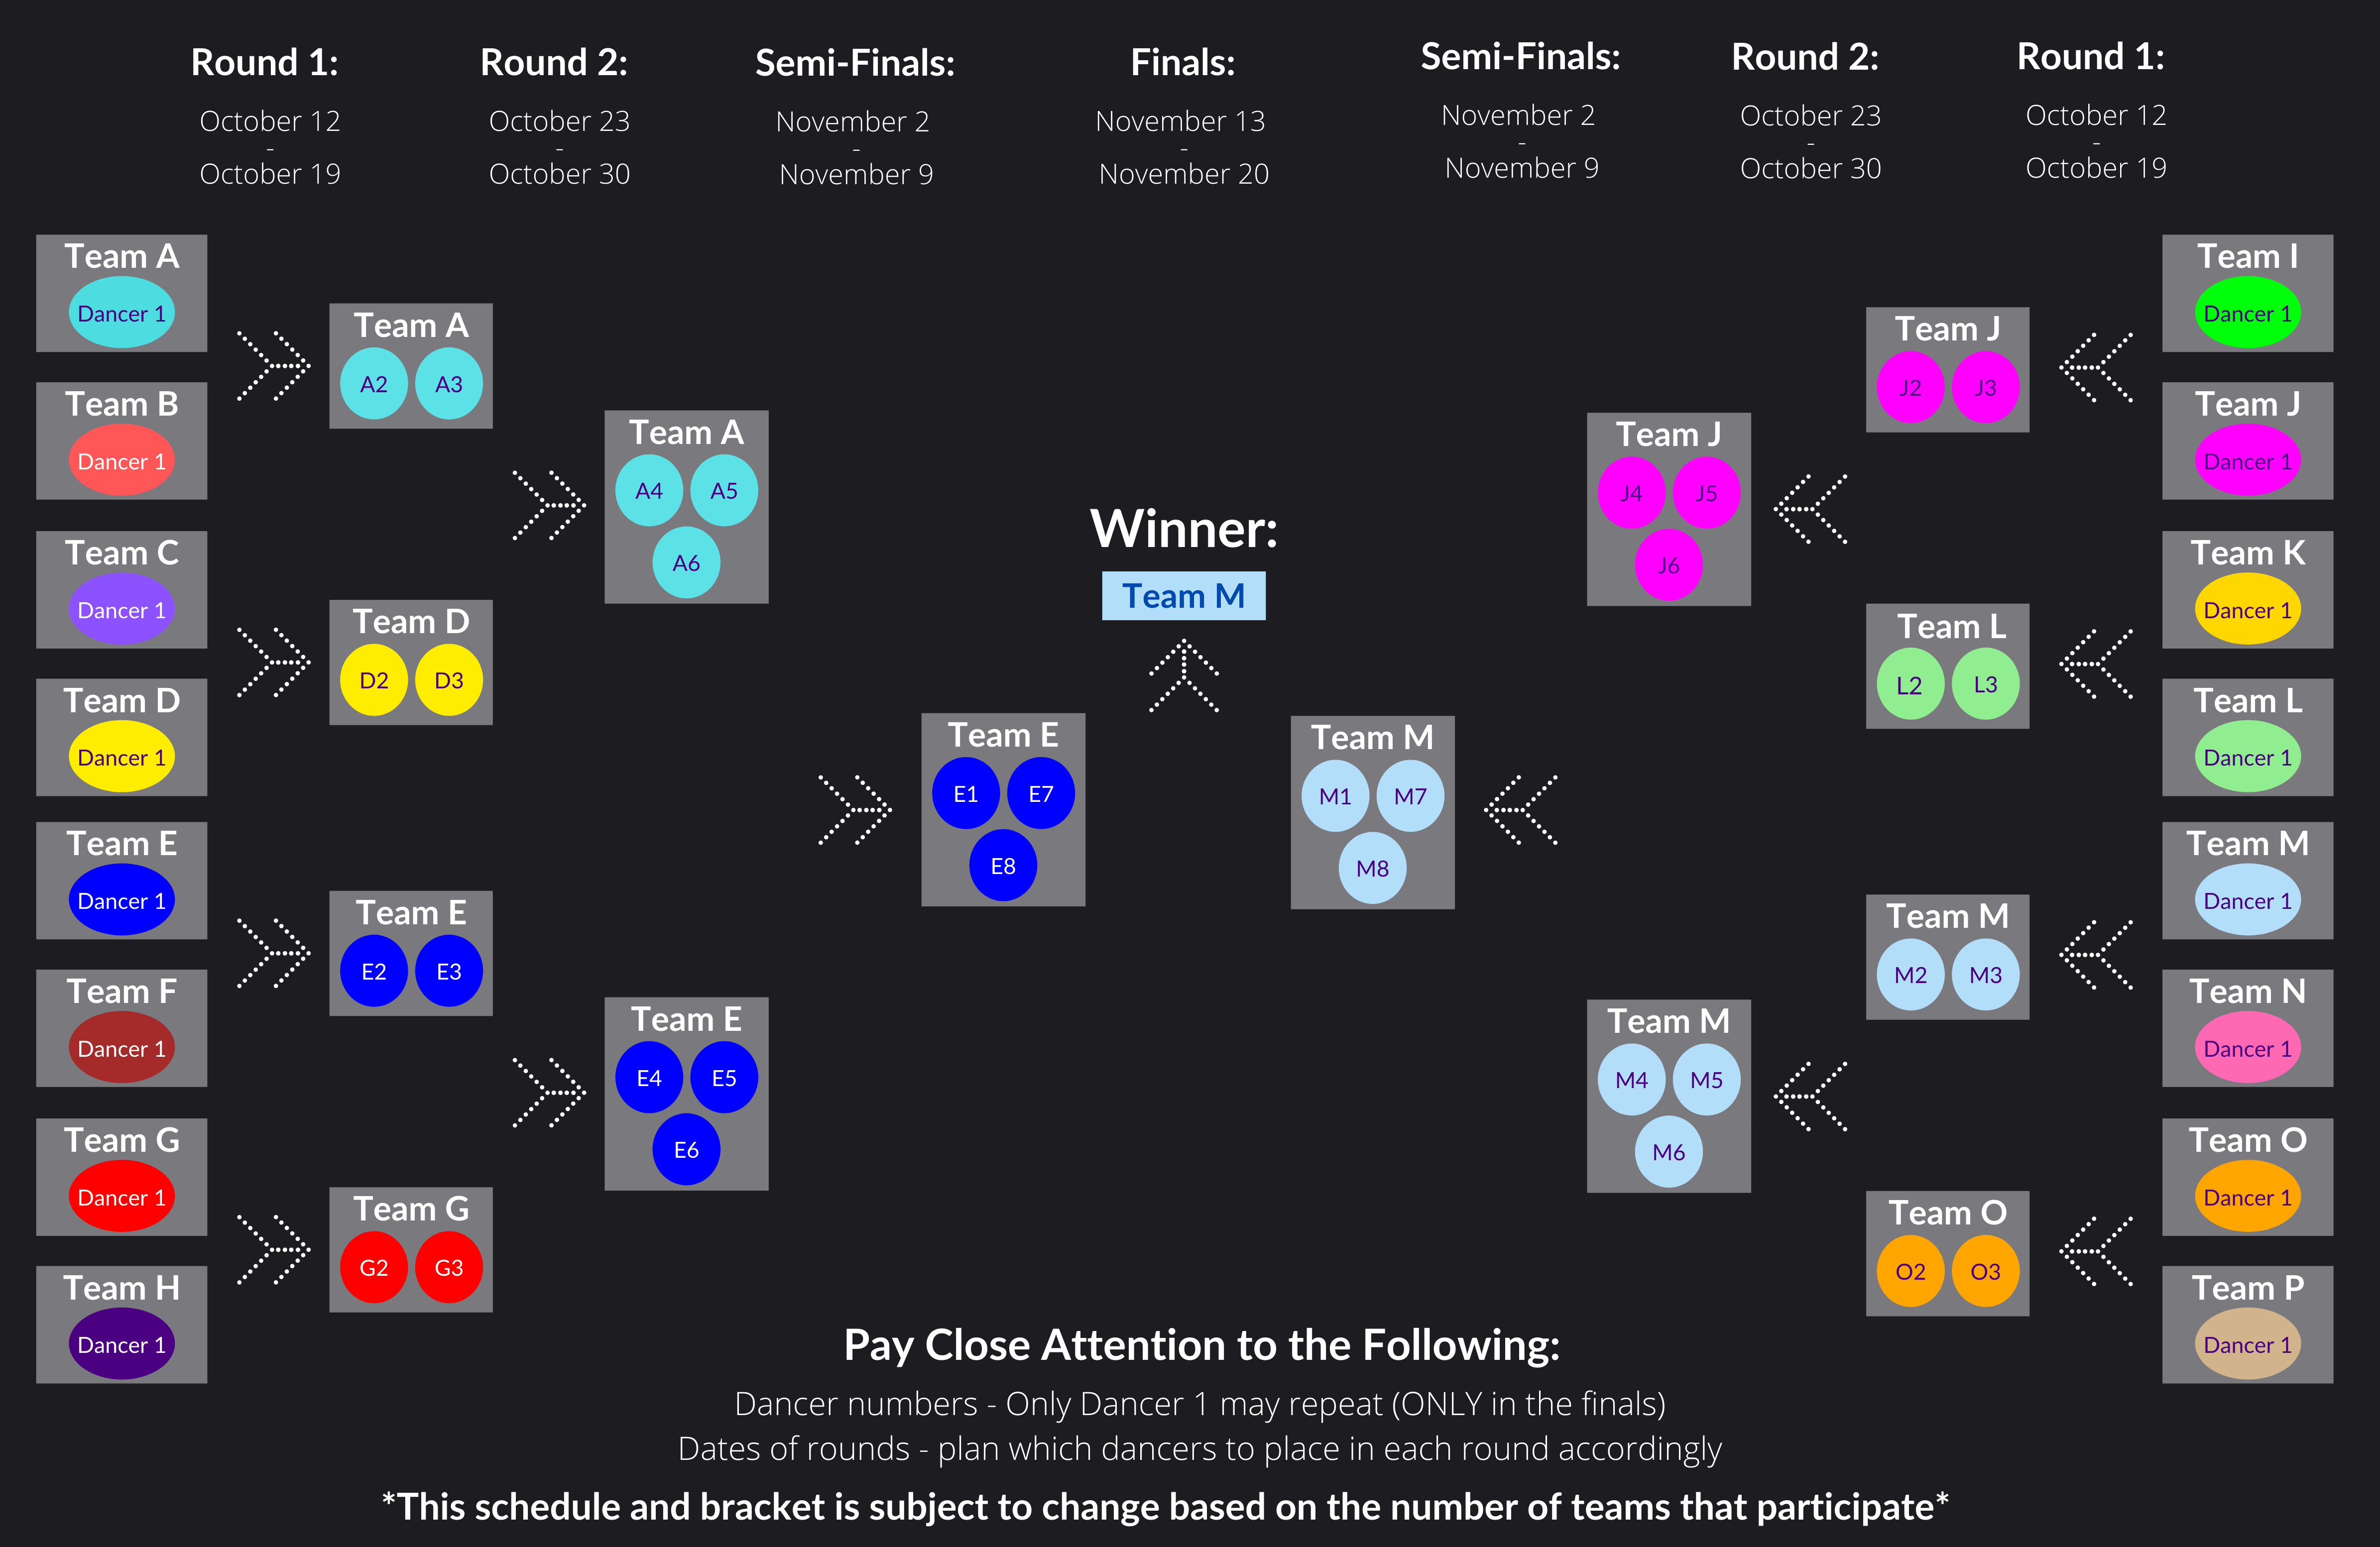 Round 1:
October 12
-
October 19
Round 2:
October 23
-
October 30
Semi-Finals:
November 2
-
November 9
Finals:
November 13
-
November 20
Semi-Finals:
November 2
-
November 9
Round 2:
October 23
-
October 30
Round 1:
October 12
-
October 19
Team A
Dancer 1
Team B
Dancer 1
Team C
Dancer 1
Team D
Dancer 1
Team E
Dancer 1
Team F
Dancer 1
Team G
Dancer 1
Team H
Dancer 1
Team A
A2 A3
Team D
D2 D3
Team E
E2 E3
Team G
G2 G3
Team A
A4 A5
A6
Team E
E4 E5
E6
Team E
E1 E7
E8
Winner:
Team M
Team M
M1 M7
M8
Team J
J4 J5
J6
Team M
M4 M5
M6
Team J
J2 J3
Team L
L2 L3
Team M
M2 M3
Team O
O2 O3
Team I
Dancer 1
Team J
Dancer 1
Team K
Dancer 1
Team L
Dancer 1
Team M
Dancer 1
Team N
Dancer 1
Team O
Dancer 1
Team P
Dancer 1
Pay Close Attention to the Following:
Dancer numbers - Only Dancer 1 may repeat (ONLY in the finals)
Dates of rounds - plan which dancers to place in each round accordingly
*This schedule and bracket is subject to change based on the number of teams that participate*